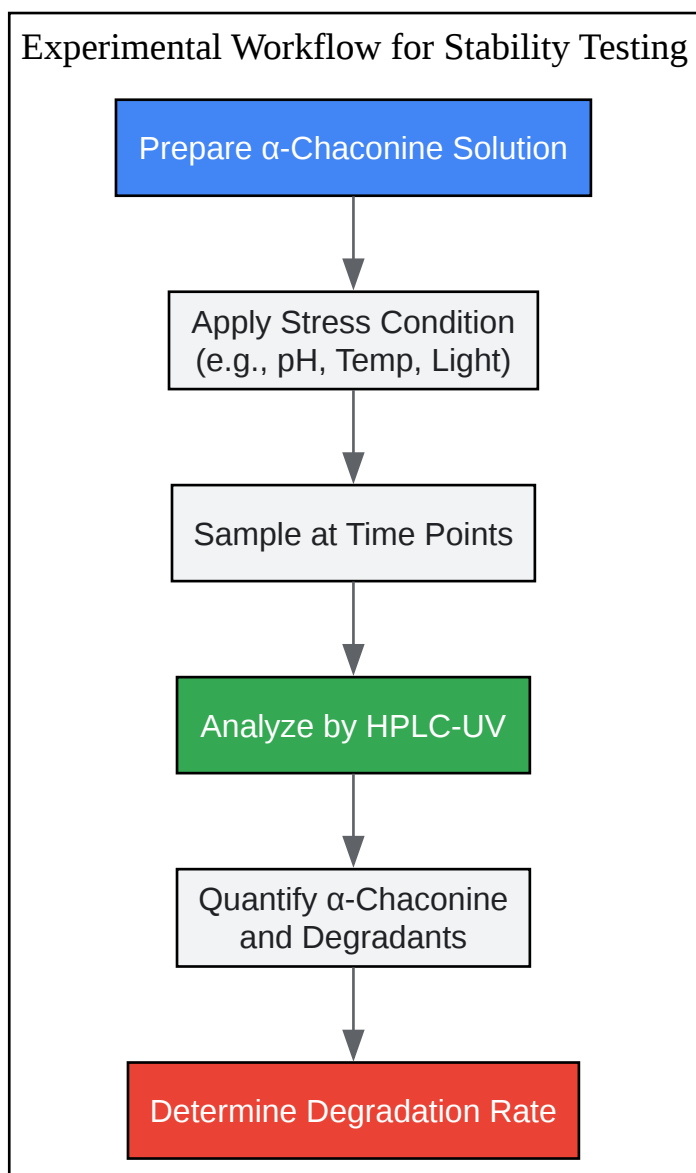 Experimental Workflow for Stability Testing
Prepare α-Chaconine Solution
Apply Stress Condition
(e.g., pH, Temp, Light)
Sample at Time Points
Analyze by HPLC-UV
Quantify α-Chaconine
and Degradants
Determine Degradation Rate